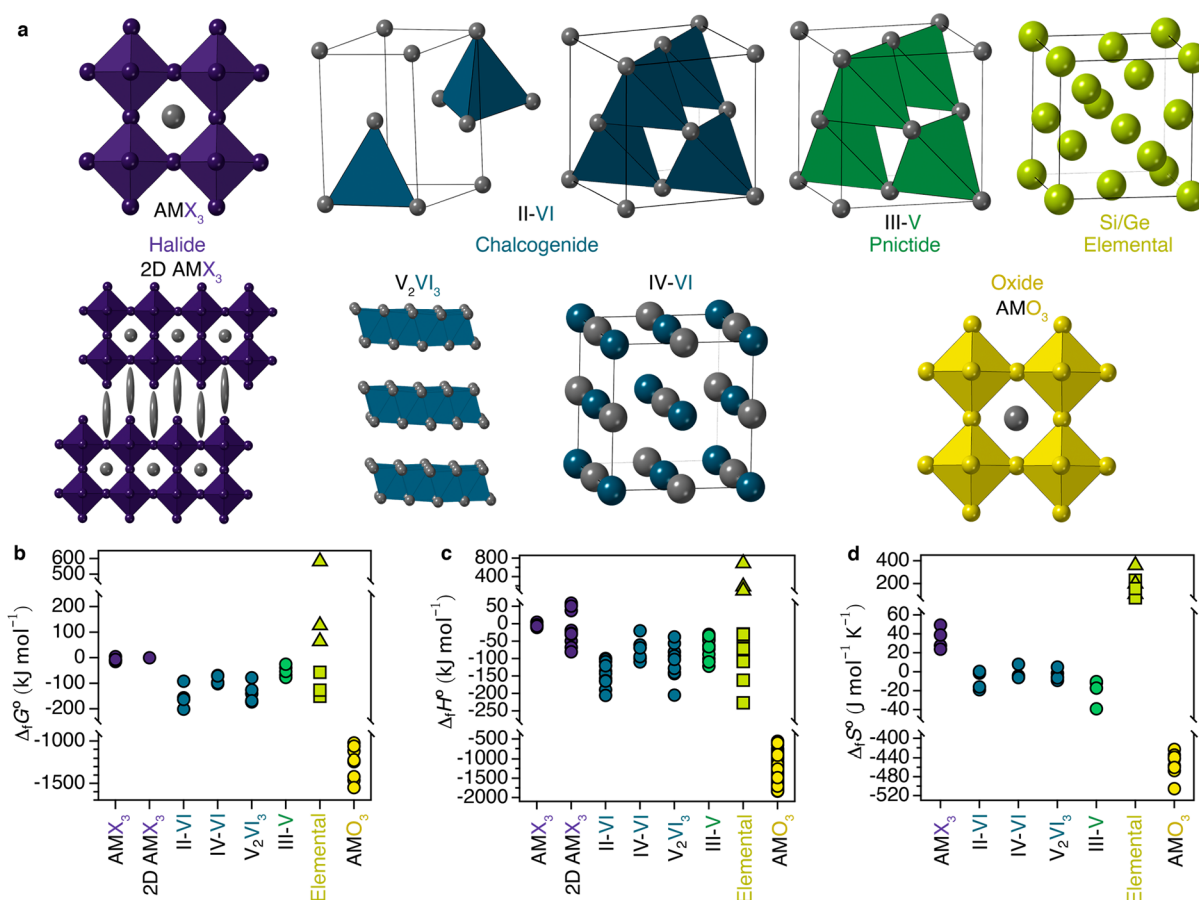 a
AMX₃
Halide
2D AMX₃
II-VI
Chalcogenide
III-V
Pnictide
Si/Ge
Elemental
V₂VI₃
IV-VI
Oxide
AMO₃
b
ΔfG° (kJ mol⁻¹)
600
500
200
100
0
-100
-200
-1000
-1500
AMX₃
2D AMX₃
II-VI
IV-VI
V₂VI₃
III-V
Elemental
AMO₃
c
ΔfH° (kJ mol⁻¹)
800
400
50
0
-50
-100
-150
-200
-250
-500
-1000
-1500
-2000
AMX₃
2D AMX₃
II-VI
IV-VI
V₂VI₃
III-V
Elemental
AMO₃
d
ΔfS° (J mol⁻¹ K⁻¹)
400
200
60
40
20
0
-20
-40
-400
-440
-480
-520
AMX₃
II-VI
IV-VI
V₂VI₃
III-V
Elemental
AMO₃